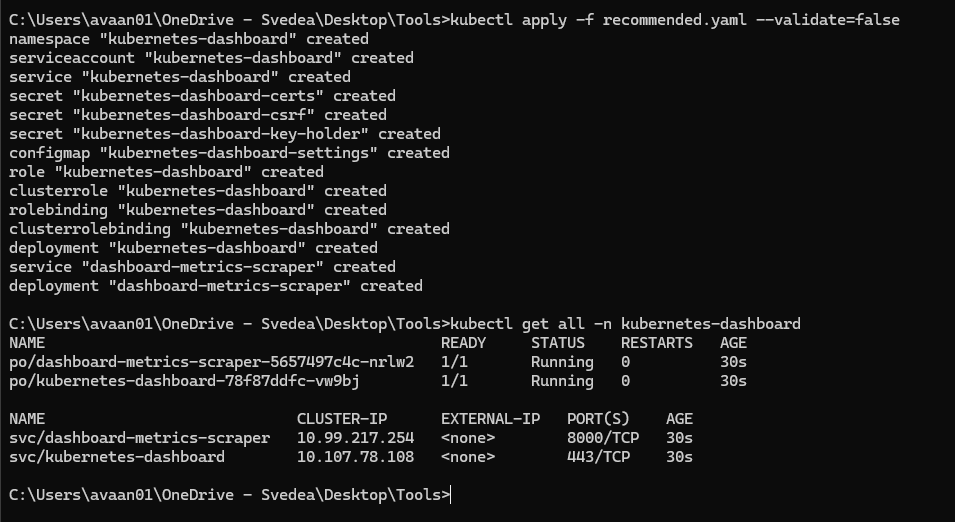 C:\Users\avaan01\OneDrive - Svedea\Desktop\Tools>kubectl apply -f recommended.yaml --validate=false
namespace "kubernetes-dashboard" created
serviceaccount "kubernetes-dashboard" created
service "kubernetes-dashboard" created
secret "kubernetes-dashboard-certs" created
secret "kubernetes-dashboard-csrf" created
secret "kubernetes-dashboard-key-holder" created
configmap "kubernetes-dashboard-settings" created
role "kubernetes-dashboard" created
clusterrole "kubernetes-dashboard" created
rolebinding "kubernetes-dashboard" created
clusterrolebinding "kubernetes-dashboard" created
deployment "kubernetes-dashboard" created
service "dashboard-metrics-scraper" created
deployment "dashboard-metrics-scraper" created
C:\Users\avaan01\OneDrive - Svedea\Desktop\Tools>kubectl get all -n kubernetes-dashboard
NAME                                            READY     STATUS    RESTARTS   AGE
po/dashboard-metrics-scraper-5657497c4c-nrlw2   1/1       Running   0          30s
po/kubernetes-dashboard-78f87ddfc-vw9bj         1/1       Running   0          30s
NAME                            CLUSTER-IP      EXTERNAL-IP   PORT(S)    AGE
svc/dashboard-metrics-scraper   10.99.217.254   <none>        8000/TCP   30s
svc/kubernetes-dashboard        10.107.78.108   <none>        443/TCP    30s
C:\Users\avaan01\OneDrive - Svedea\Desktop\Tools>